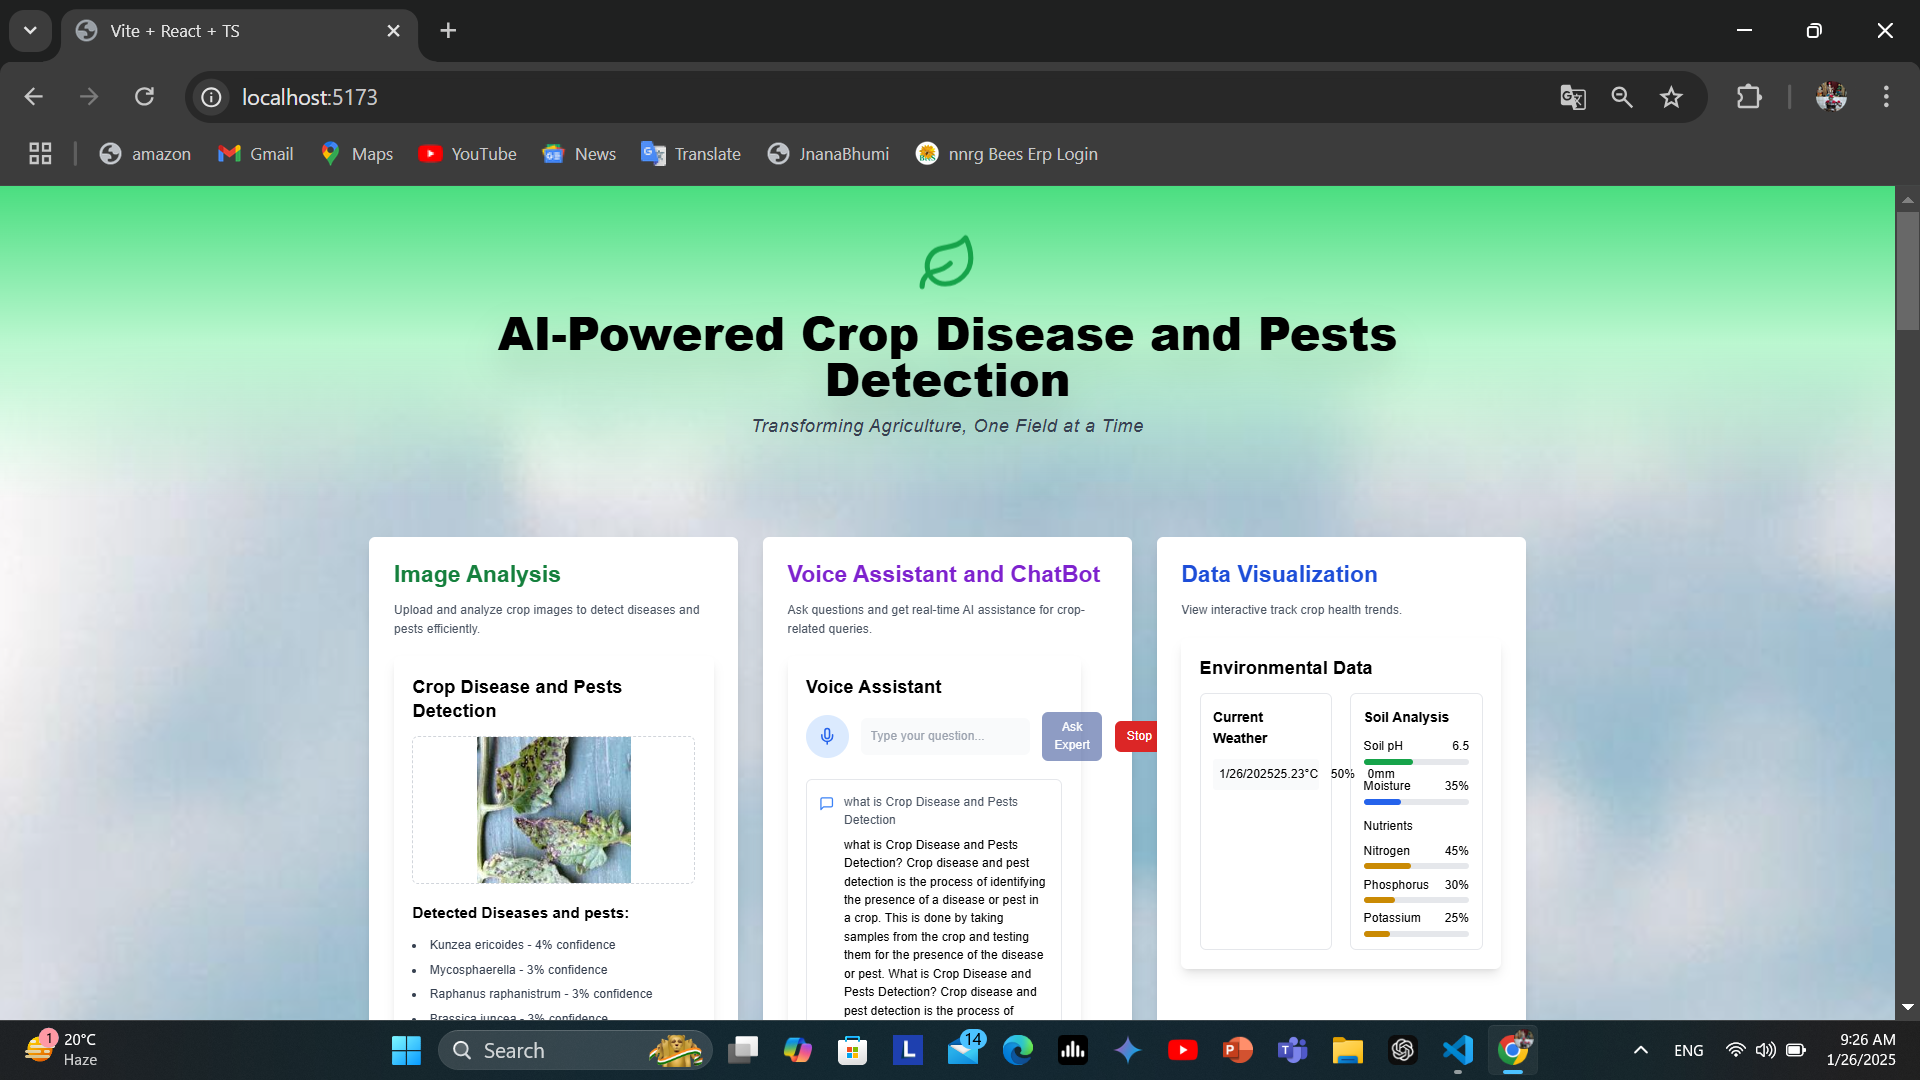 Vite + React + TS
localhost:5173
amazon
Gmail
Maps
YouTube
News
Translate
JnanaBhumi
nnrg Bees Erp Login
AI-Powered Crop Disease and Pests
Detection
Transforming Agriculture, One Field at a Time
Image Analysis
Upload and analyze crop images to detect diseases and
pests efficiently.
Crop Disease and Pests
Detection
Detected Diseases and pests:
Kunzea ericoides - 4% confidence
Mycosphaerella - 3% confidence
Raphanus raphanistrum - 3% confidence
Brassica juncea - 3% confidence
Voice Assistant and ChatBot
Ask questions and get real-time AI assistance for crop-
related queries.
Voice Assistant
Type your question...
Ask
Expert
Stop
what is Crop Disease and Pests
Detection
what is Crop Disease and Pests
Detection? Crop disease and pest
detection is the process of identifying
the presence of a disease or pest in
a crop. This is done by taking
samples from the crop and testing
them for the presence of the disease
or pest. What is Crop Disease and
Pests Detection? Crop disease and
pest detection is the process of
Data Visualization
View interactive track crop health trends.
Environmental Data
Current
Weather
1/26/202525.23°C 50% 0mm
Soil Analysis
Soil pH 6.5
Moisture 35%
Nutrients
Nitrogen 45%
Phosphorus 30%
Potassium 25%
1
20°C
Haze
Search
L
14
P
ENG
9:26 AM
1/26/2025